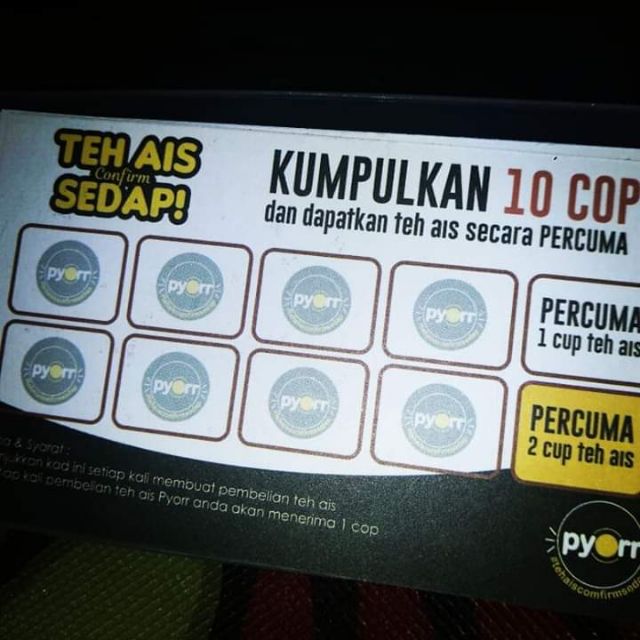 TEH AIS
Confirm
SEDAP!
KUMPULKAN 10 COP
dan dapatkan teh ais secara PERCUMA
pyorr
pyorr
pyorr
pyorr
PERCUMA
1 cup teh ais
pyorr
pyorr
pyorr
pyorr
PERCUMA
2 cup teh ais
& Syarat :
kad ini setiap kali membuat pembelian teh ais
kali pembelian teh ais Pyorr anda akan menerima 1 cop
pyorr